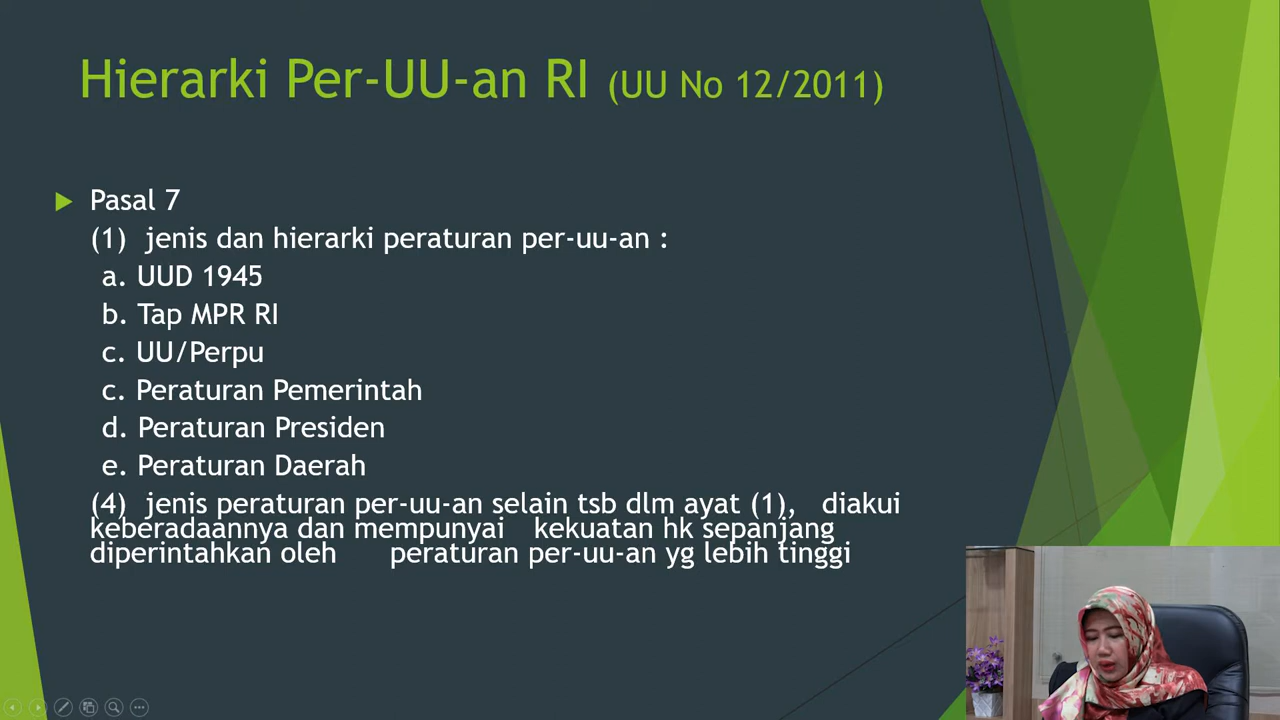 Hierarki Per-UU-an RI (UU No 12/2011)
Pasal 7
(1) jenis dan hierarki peraturan per-uu-an :
a. UUD 1945
b. Tap MPR RI
c. UU/Perpu
c. Peraturan Pemerintah
d. Peraturan Presiden
e. Peraturan Daerah
(4) jenis peraturan per-uu-an selain tsb dlm ayat (1), diakui
keberadaannya dan mempunyai kekuatan hk sepanjang
diperintahkan oleh peraturan per-uu-an yg lebih tinggi